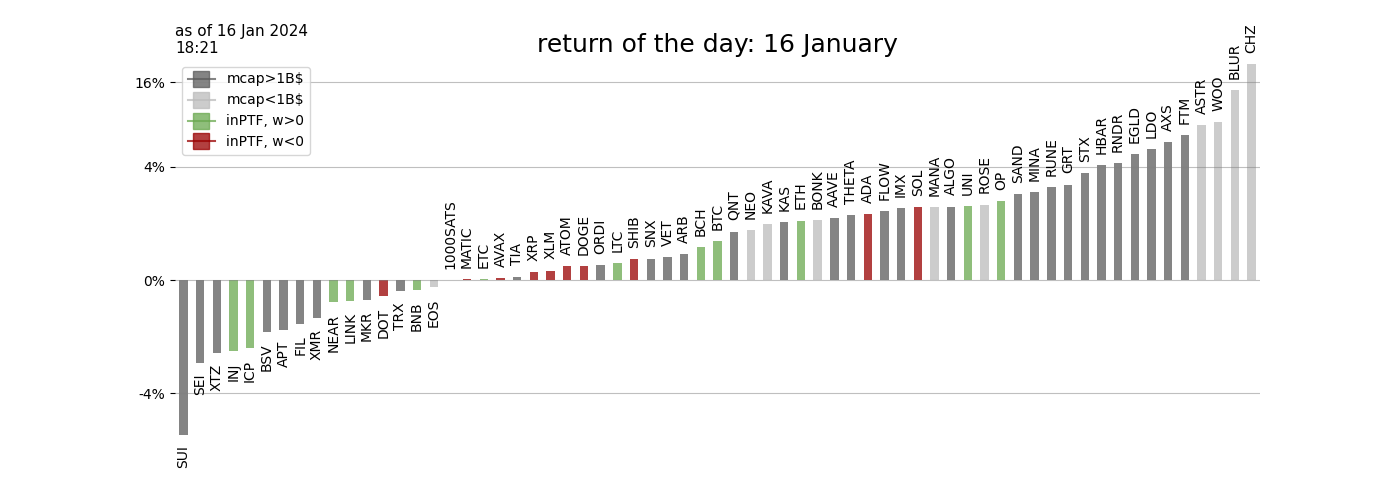 as of 16 Jan 2024
18:21
return of the day: 16 January
mcap>1B$
mcap<1B$
inPTF, w>0
inPTF, w<0
16%
4%
0%
-4%
SUI
SEI
XTZ
INJ
ICP
BSV
APT
FIL
XMR
NEAR
LINK
MKR
DOT
TRX
BNB
EOS
1000SATS
MATIC
ETC
AVAX
TIA
XRP
XLM
ATOM
DOGE
ORDI
LTC
SHIB
SNX
VET
ARB
BCH
BTC
QNT
NEO
KAVA
KAS
ETH
BONK
AAVE
THETA
ADA
FLOW
IMX
SOL
MANA
ALGO
UNI
ROSE
OP
SAND
MINA
RUNE
GRT
STX
HBAR
RNDR
EGLD
LDO
AXS
FTM
ASTR
WOO
BLUR
CHZ